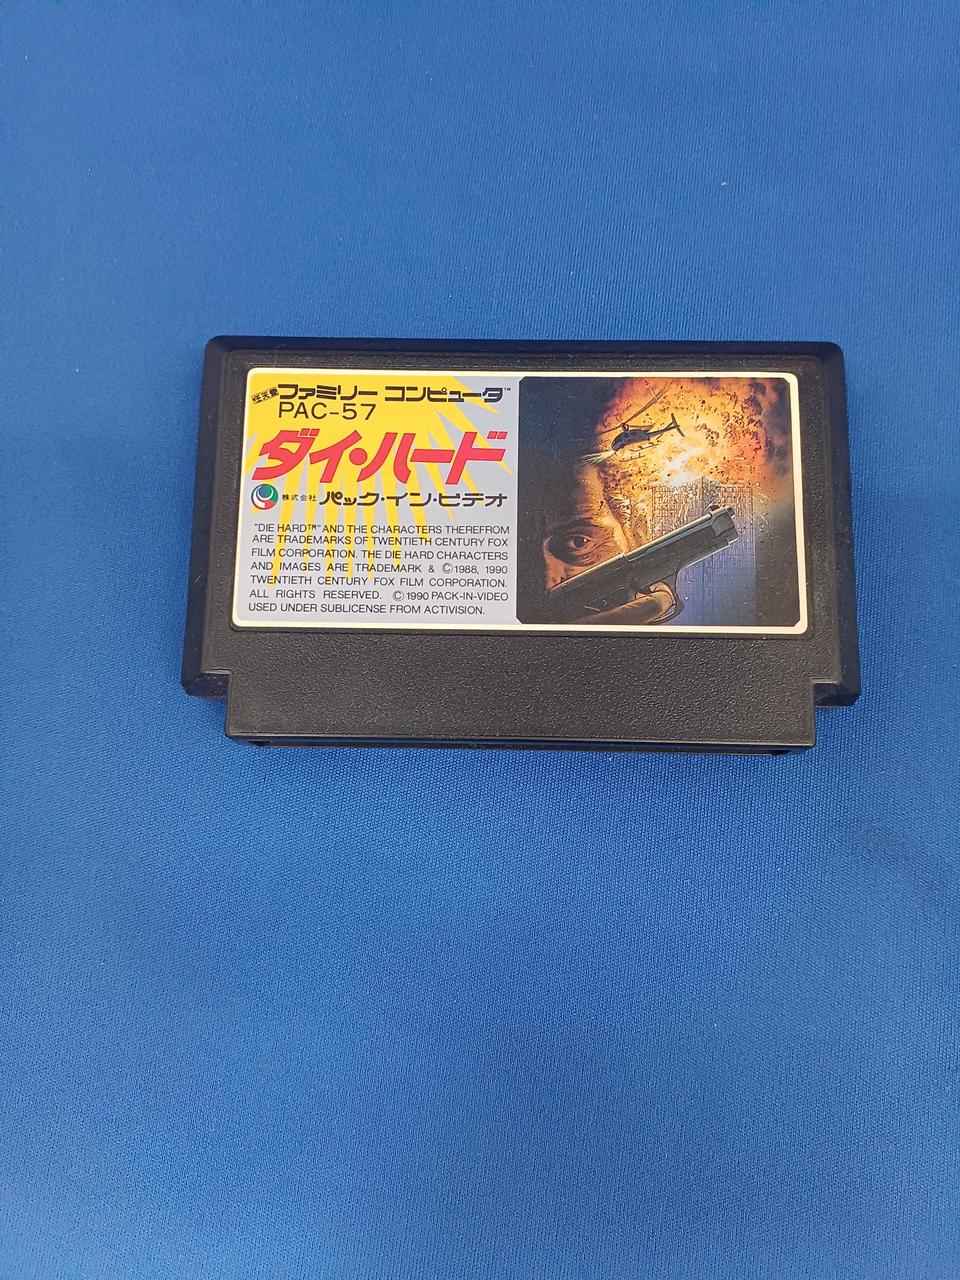 任天堂 ファミリー コンピュータ™
PAC-57
ダイ・ハード
株式会社 パック・イン・ビデオ
"DIE HARD™" AND THE CHARACTERS THEREFROM
ARE TRADEMARKS OF TWENTIETH CENTURY FOX
FILM CORPORATION. THE DIE HARD CHARACTERS
AND IMAGES ARE TRADEMARK & ©1988, 1990
TWENTIETH CENTURY FOX FILM CORPORATION.
ALL RIGHTS RESERVED. ©1990 PACK-IN-VIDEO
USED UNDER SUBLICENSE FROM ACTIVISION.